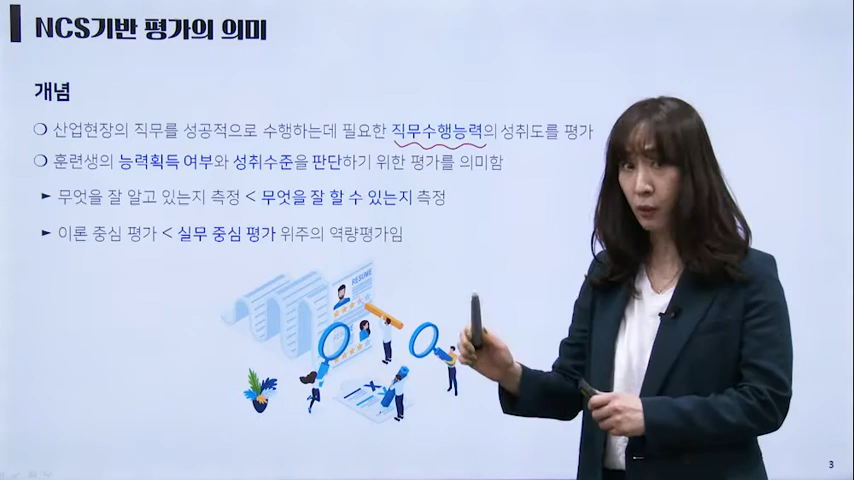 NCS기반 평가의 의미
개념
❍ 산업현장의 직무를 성공적으로 수행하는데 필요한 직무수행능력의 성취도를 평가
❍ 훈련생의 능력획득 여부와 성취수준을 판단하기 위한 평가를 의미함
► 무엇을 잘 알고 있는지 측정 < 무엇을 잘 할 수 있는지 측정
► 이론 중심 평가 < 실무 중심 평가 위주의 역량평가임
RESUME
3